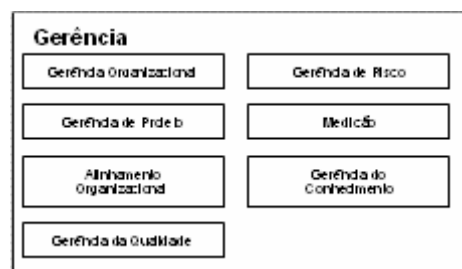 Gerência
Gerência Organizacional
Gerência de Risco
Gerência de Projeto
Medição
Alinhamento
Organizacional
Gerência do
Conhecimento
Gerência da Qualidade